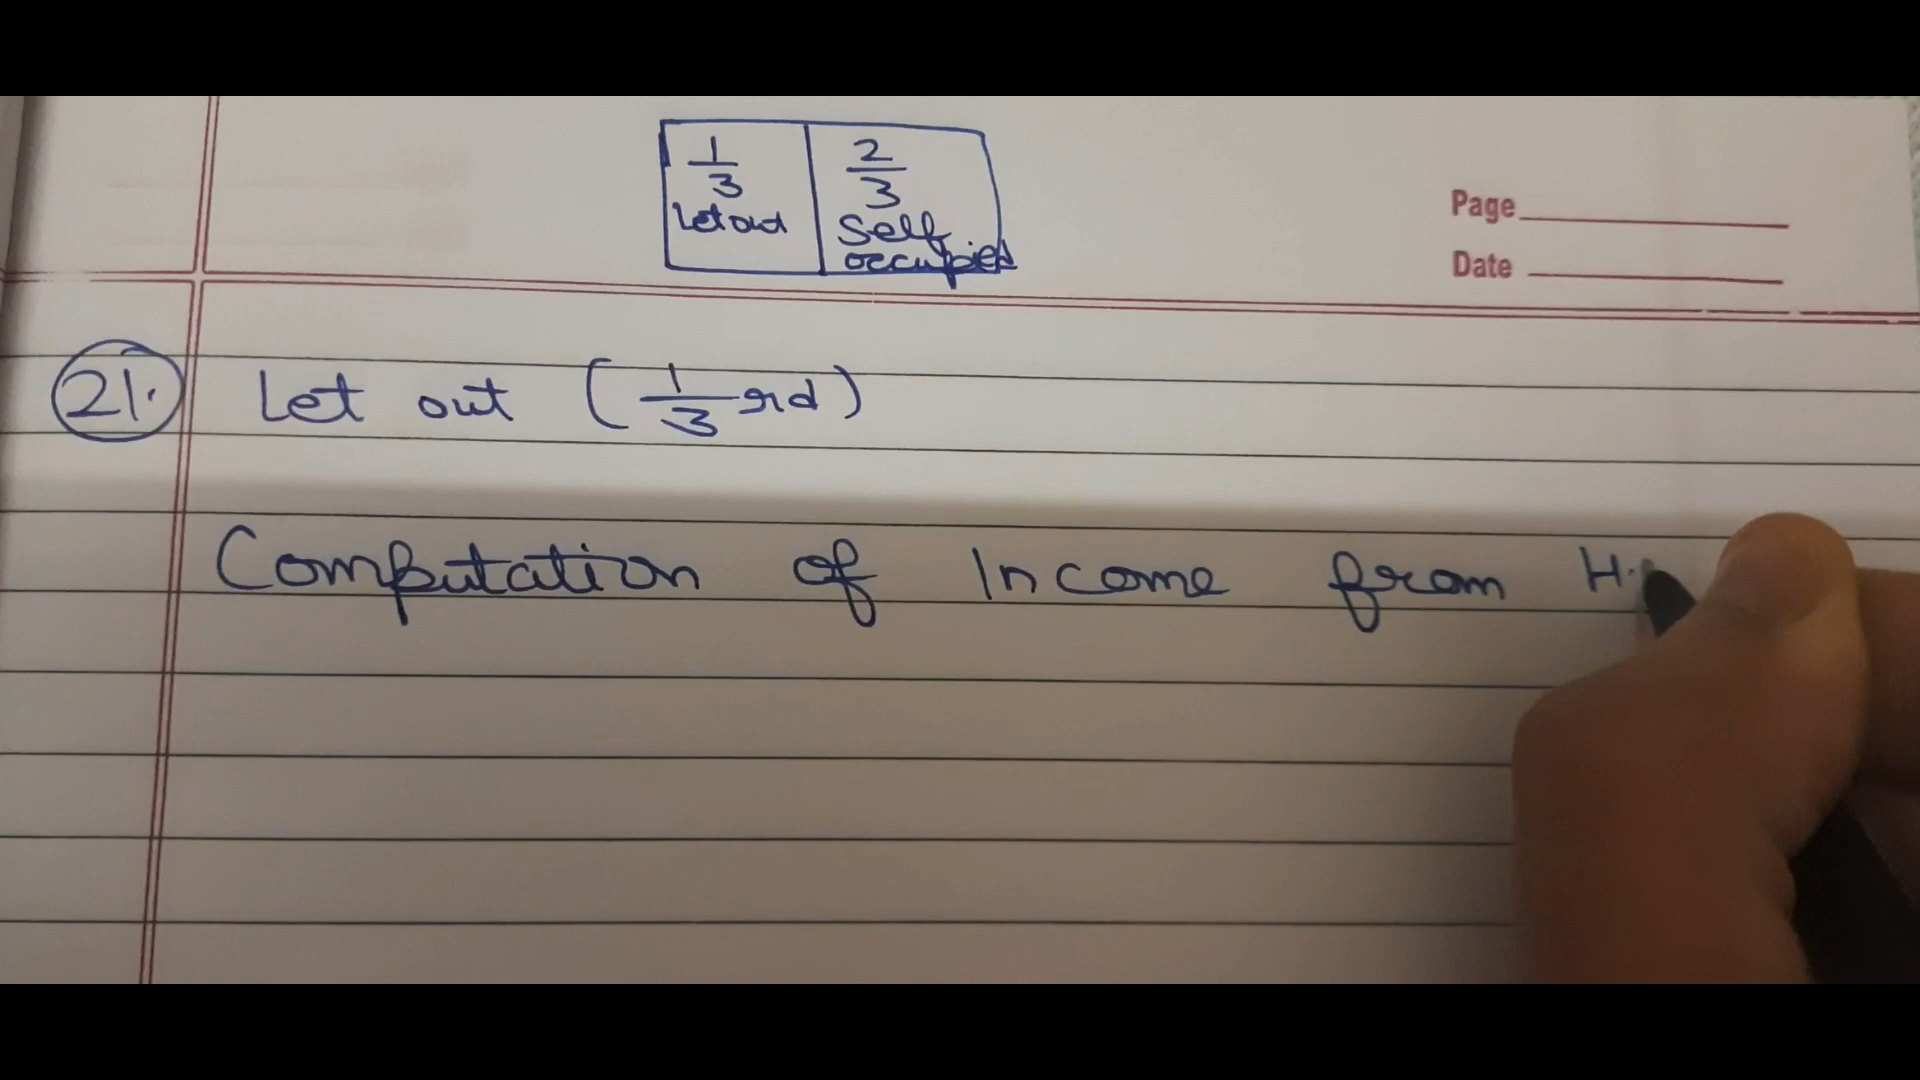 1/3 2/3
Let out Self
occupied
Page
Date
21. Let out (1/3 rd)
Computation of Income from H.